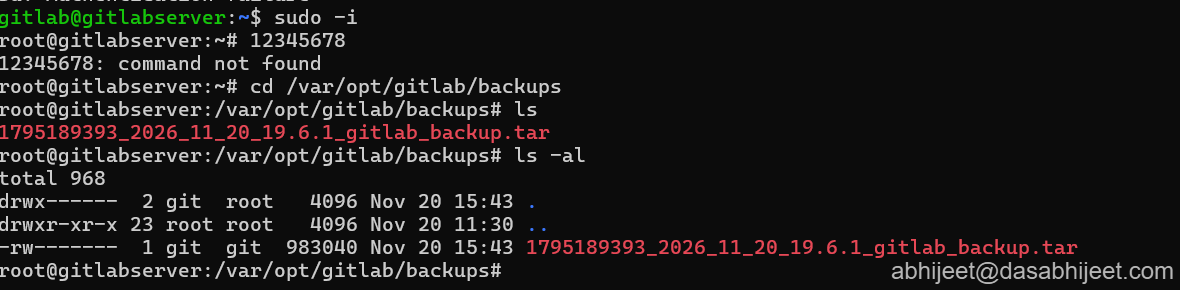 gitlab@gitlabserver:~$ sudo -i
root@gitlabserver:~# 12345678
12345678: command not found
root@gitlabserver:~# cd /var/opt/gitlab/backups
root@gitlabserver:/var/opt/gitlab/backups# ls
1795189393_2026_11_20_19.6.1_gitlab_backup.tar
root@gitlabserver:/var/opt/gitlab/backups# ls -al
total 968
drwx------  2 git  root   4096 Nov 20 15:43 .
drwxr-xr-x 23 root root   4096 Nov 20 11:30 ..
-rw-------  1 git  git  983040 Nov 20 15:43 1795189393_2026_11_20_19.6.1_gitlab_backup.tar
root@gitlabserver:/var/opt/gitlab/backups#
abhijeet@dasabhijeet.com